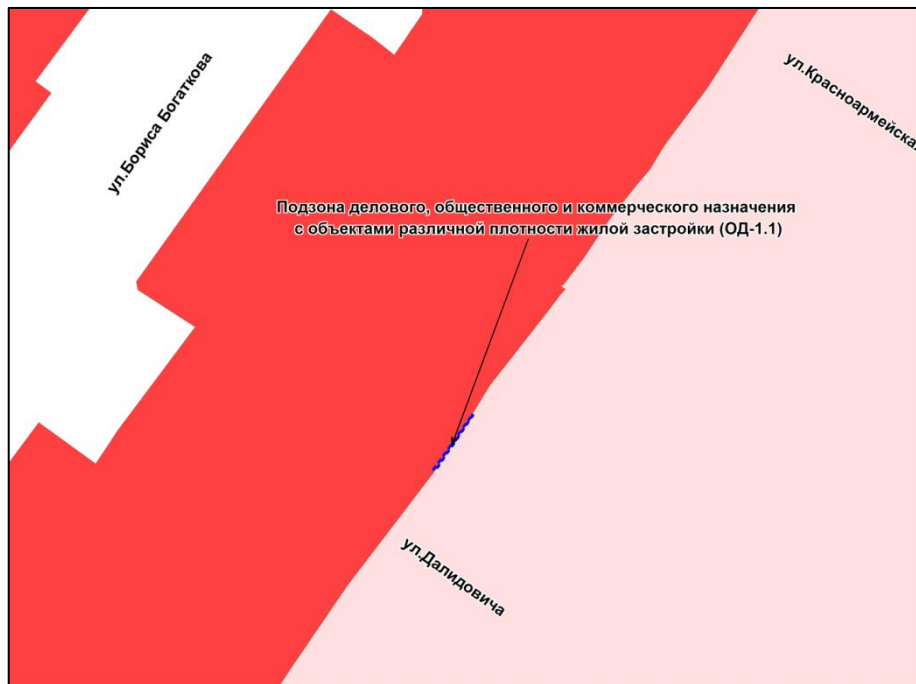 ул.Бориса Богаткова
ул.Красноармейская
Подзона делового, общественного и коммерческого назначения
с объектами различной плотности жилой застройки (ОД-1.1)
ул.Далидовича